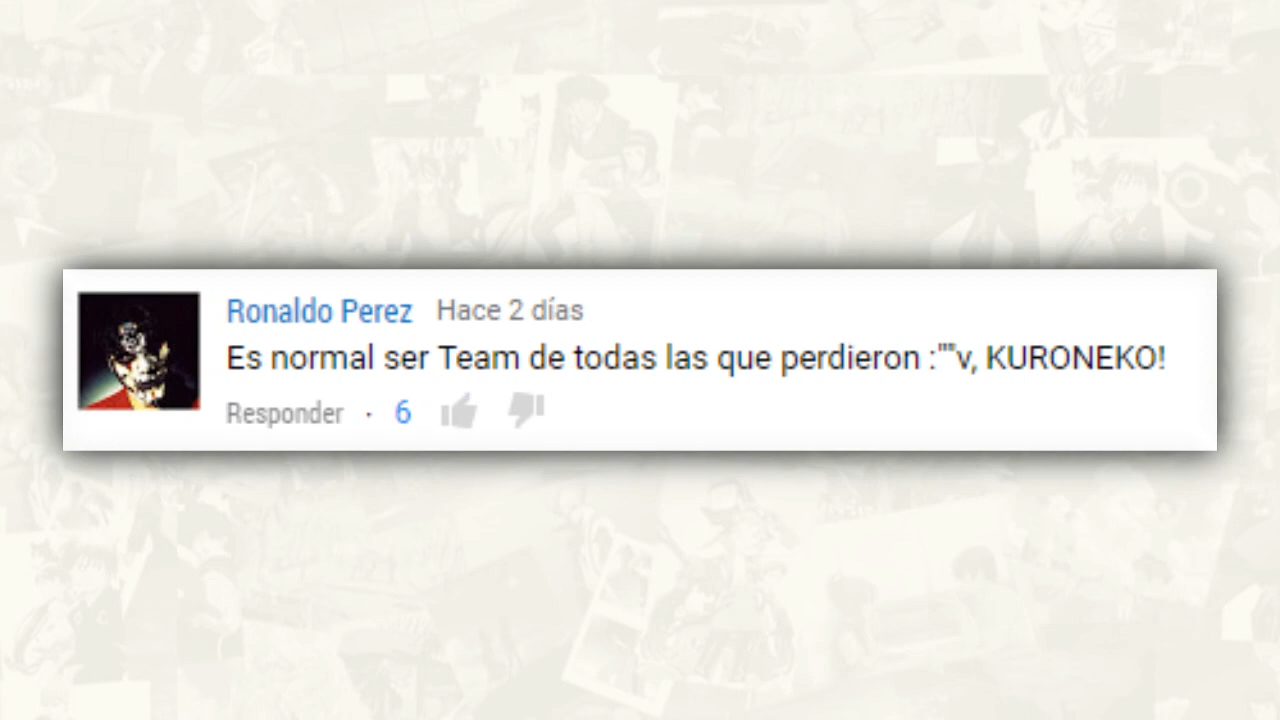 Ronaldo Perez Hace 2 días
Es normal ser Team de todas las que perdieron :""v, KURONEKO!
Responder · 6